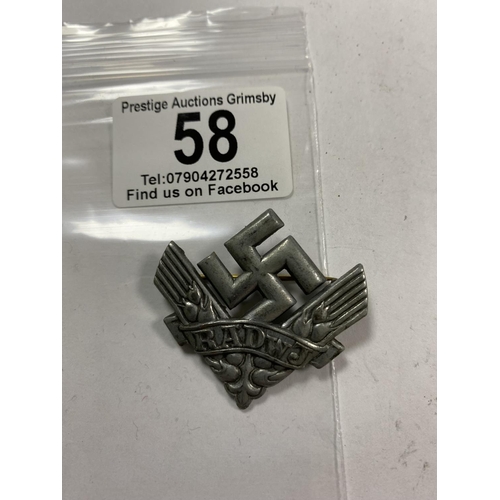 Prestige Auctions Grimsby
58
Tel:07904272558
Find us on Facebook
RADWJ